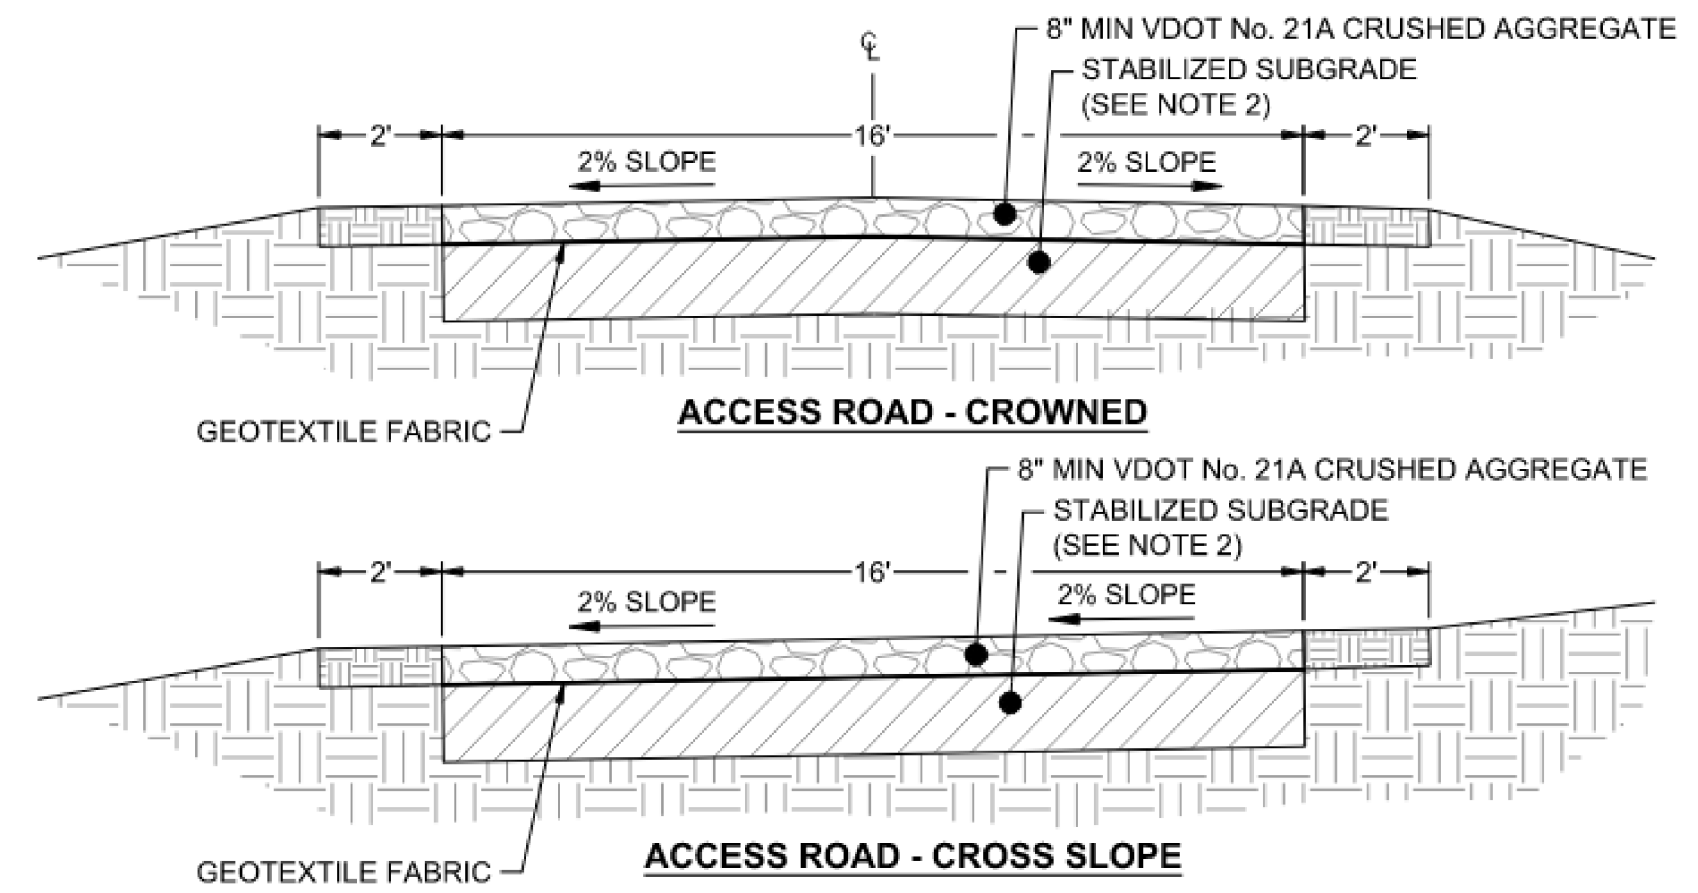 ℄
8" MIN VDOT No. 21A CRUSHED AGGREGATE
STABILIZED SUBGRADE
(SEE NOTE 2)
2' 16' 2'
2% SLOPE 2% SLOPE
GEOTEXTILE FABRIC
ACCESS ROAD - CROWNED
8" MIN VDOT No. 21A CRUSHED AGGREGATE
STABILIZED SUBGRADE
(SEE NOTE 2)
2' 16' 2'
2% SLOPE 2% SLOPE
GEOTEXTILE FABRIC
ACCESS ROAD - CROSS SLOPE